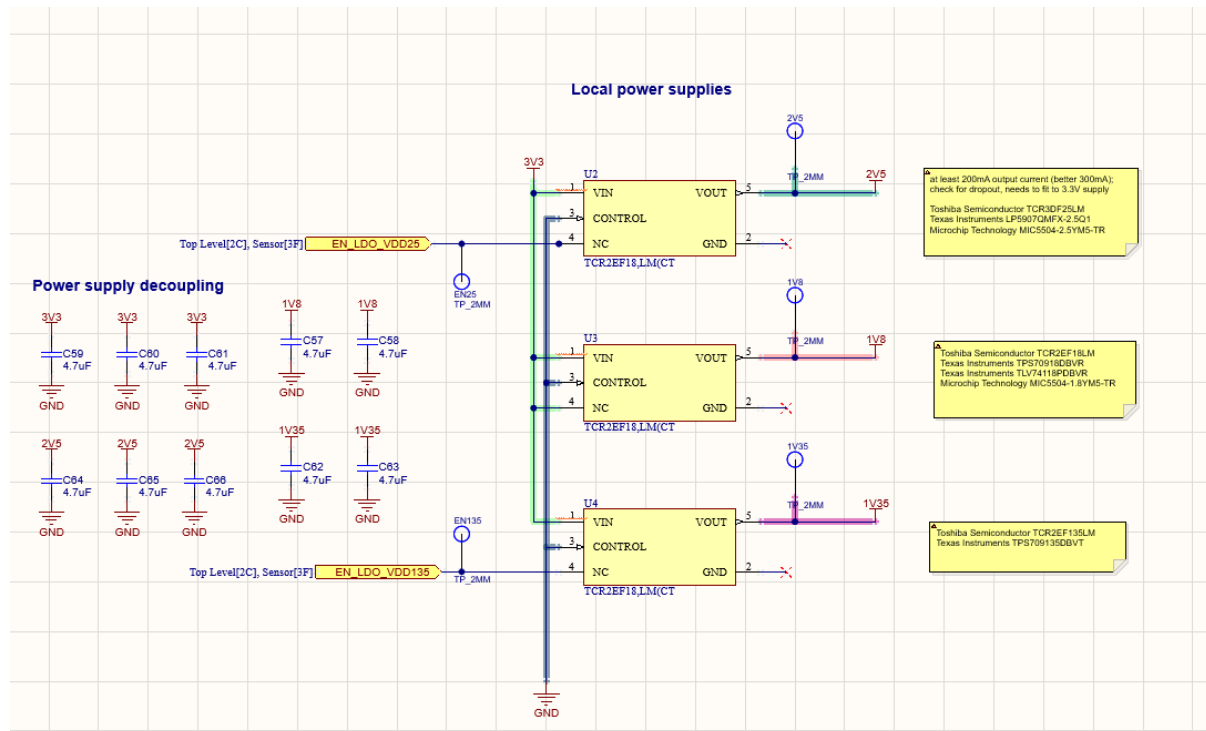 Local power supplies
2V5
TP_2MM
3V3
U2
2V5
1 VIN VOUT 5
3 CONTROL
4 NC GND 2
TCR2EF18,LM(CT
Top Level[2C], Sensor[3F] EN_LDO_VDD25
EN25
TP_2MM
at least 200mA output current (better 300mA);
check for dropout, needs to fit to 3.3V supply
Toshiba Semiconductor TCR3DF25LM
Texas Instruments LP5907QMFX-2.5Q1
Microchip Technology MIC5504-2.5YM5-TR
Power supply decoupling
3V3 3V3 3V3 1V8 1V8
C59 C60 C61 C57 C58
4.7uF 4.7uF 4.7uF 4.7uF 4.7uF
GND GND GND GND GND
2V5 2V5 2V5 1V35 1V35
C64 C65 C66 C62 C63
4.7uF 4.7uF 4.7uF 4.7uF 4.7uF
GND GND GND GND GND
1V8
TP_2MM
U3
1V8
1 VIN VOUT 5
3 CONTROL
4 NC GND 2
TCR2EF18,LM(CT
Toshiba Semiconductor TCR2EF18LM
Texas Instruments TPS70918DBVR
Texas Instruments TLV74118PDBVR
Microchip Technology MIC5504-1.8YM5-TR
1V35
TP_2MM
U4
1V35
1 VIN VOUT 5
3 CONTROL
4 NC GND 2
TCR2EF18,LM(CT
EN135
TP_2MM
Top Level[2C], Sensor[3F] EN_LDO_VDD135
Toshiba Semiconductor TCR2EF135LM
Texas Instruments TPS709135DBVT
GND